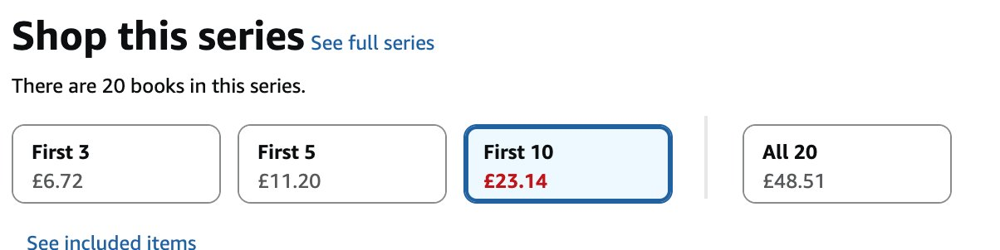 Shop this series See full series
There are 20 books in this series.
First 3
£6.72
First 5
£11.20
First 10
£23.14
All 20
£48.51
See included items